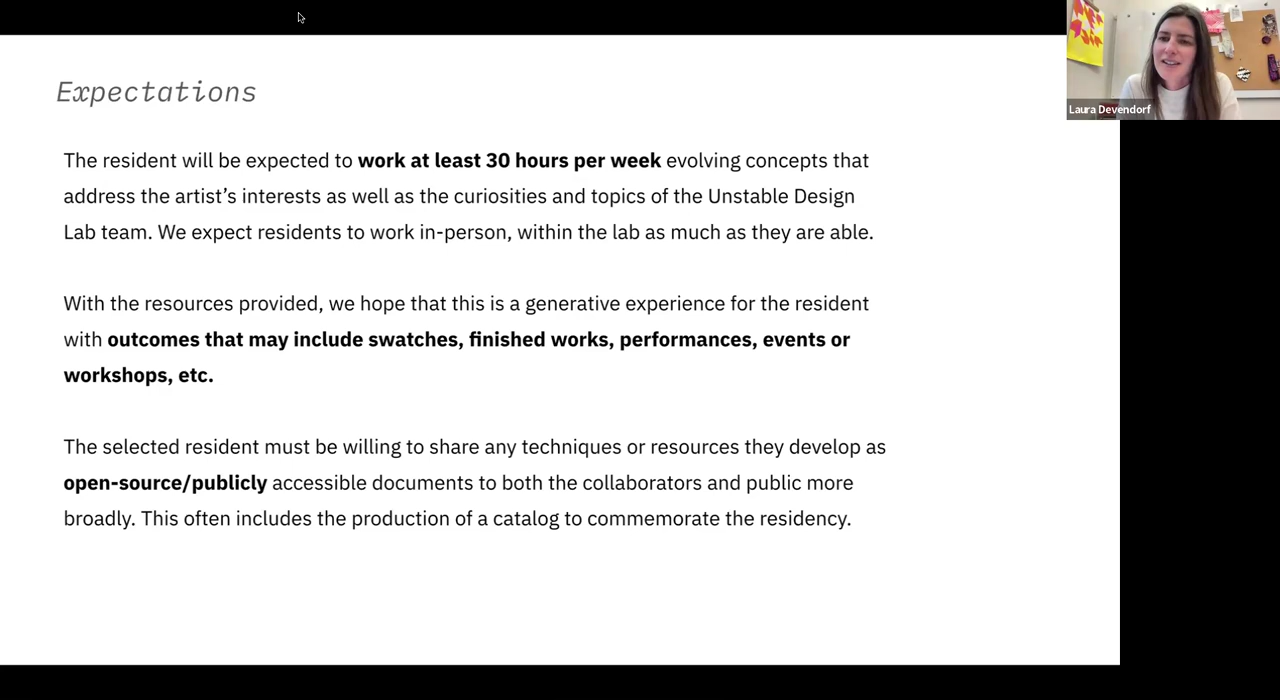 Expectations
The resident will be expected to work at least 30 hours per week evolving concepts that
address the artist’s interests as well as the curiosities and topics of the Unstable Design
Lab team. We expect residents to work in-person, within the lab as much as they are able.
With the resources provided, we hope that this is a generative experience for the resident
with outcomes that may include swatches, finished works, performances, events or
workshops, etc.
The selected resident must be willing to share any techniques or resources they develop as
open-source/publicly accessible documents to both the collaborators and public more
broadly. This often includes the production of a catalog to commemorate the residency.
Laura Devendorf